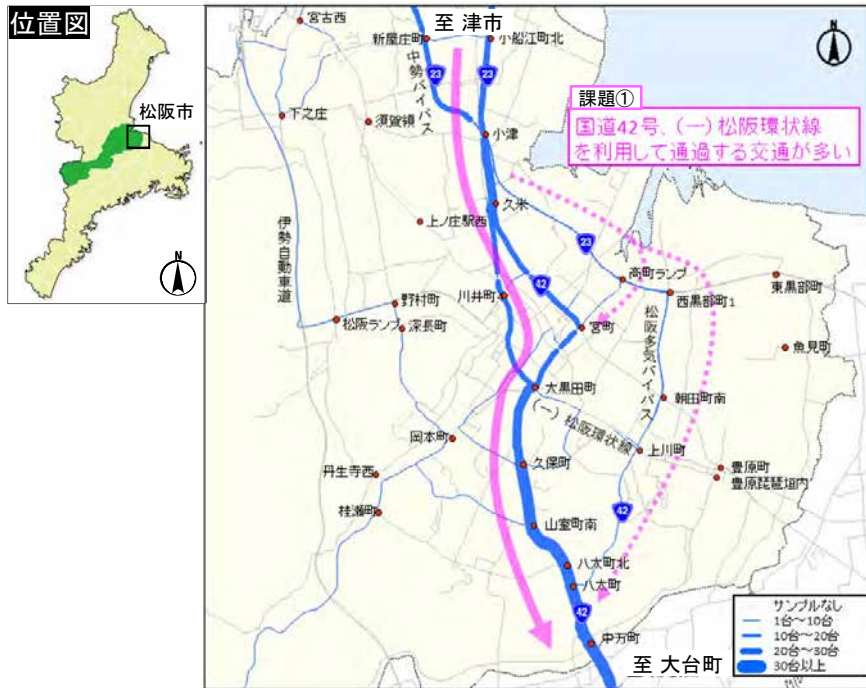 位置図
松阪市
N
至 津市
宮古西
新屋庄町
小船江町北
中勢バイパス
23
23
N
下之庄
須賀領
小津
課題①
国道42号、(一)松阪環状線
を利用して通過する交通が多い
久米
上ノ庄駅西
23
伊勢自動車道
高町ランプ
東黒部町
西黒部町1
川井町
42
野村町
松阪ランプ
深長町
宮町
松阪多気バイパス
魚見町
大黒田町
朝田町南
(一)松阪環状線
岡本町
上川町
久保町
豊原町
豊原琵琶垣内
丹生寺西
桂瀬町
42
山室町南
八太町北
八太町
42
中万町
至 大台町
サンプルなし
1台~10台
10台~20台
20台~30台
30台以上